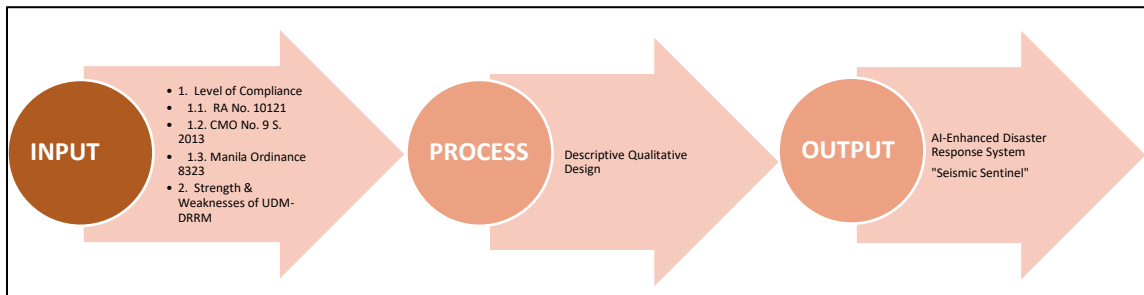 INPUT
• 1. Level of Compliance
• 1.1. RA No. 10121
• 1.2. CMO No. 9 S.
2013
• 1.3. Manila Ordinance
8323
• 2. Strength &
Weaknesses of UDM-
DRRM
PROCESS
Descriptive Qualitative
Design
OUTPUT
AI-Enhanced Disaster
Response System
"Seismic Sentinel"